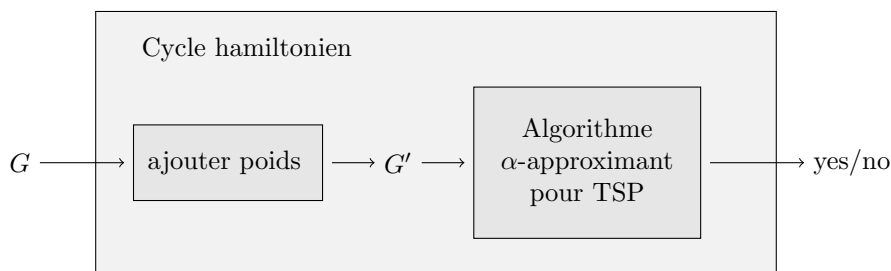 Cycle hamiltonien
G
ajouter poids
G′
Algorithme
α-approximant
pour TSP
yes/no